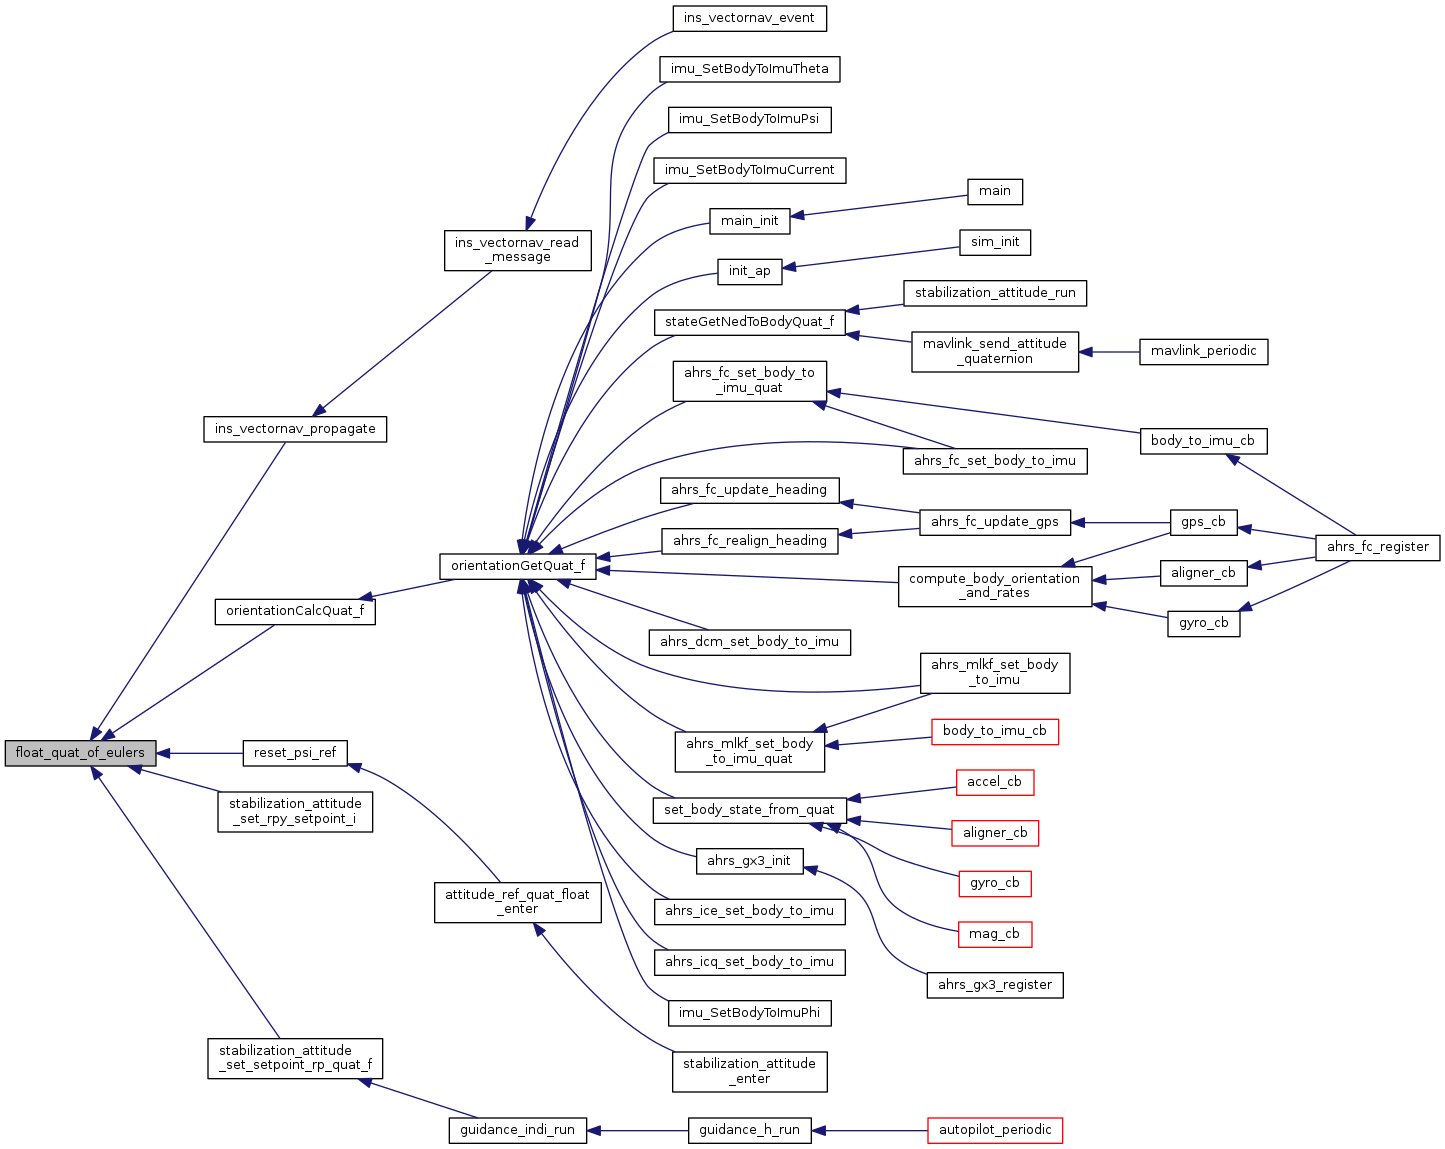 ins_vectornav_event
imu_SetBodyToImuTheta
imu_SetBodyToImuPsi
imu_SetBodyToImuCurrent
main
main_init
sim_init
ins_vectornav_read
_message
init_ap
stabilization_attitude_run
stateGetNedToBodyQuat_f
mavlink_send_attitude
_quaternion
mavlink_periodic
ahrs_fc_set_body_to
_imu_quat
ins_vectornav_propagate
body_to_imu_cb
ahrs_fc_set_body_to_imu
ahrs_fc_update_heading
ahrs_fc_update_gps
gps_cb
ahrs_fc_realign_heading
ahrs_fc_register
orientationGetQuat_f
compute_body_orientation
_and_rates
aligner_cb
orientationCalcQuat_f
gyro_cb
ahrs_dcm_set_body_to_imu
ahrs_mlkf_set_body
_to_imu
body_to_imu_cb
ahrs_mlkf_set_body
_to_imu_quat
float_quat_of_eulers
reset_psi_ref
accel_cb
stabilization_attitude
_set_rpy_setpoint_i
set_body_state_from_quat
aligner_cb
ahrs_gx3_init
gyro_cb
attitude_ref_quat_float
_enter
ahrs_ice_set_body_to_imu
mag_cb
ahrs_icq_set_body_to_imu
ahrs_gx3_register
imu_SetBodyToImuPhi
stabilization_attitude
_set_setpoint_rp_quat_f
stabilization_attitude
_enter
guidance_indi_run
guidance_h_run
autopilot_periodic